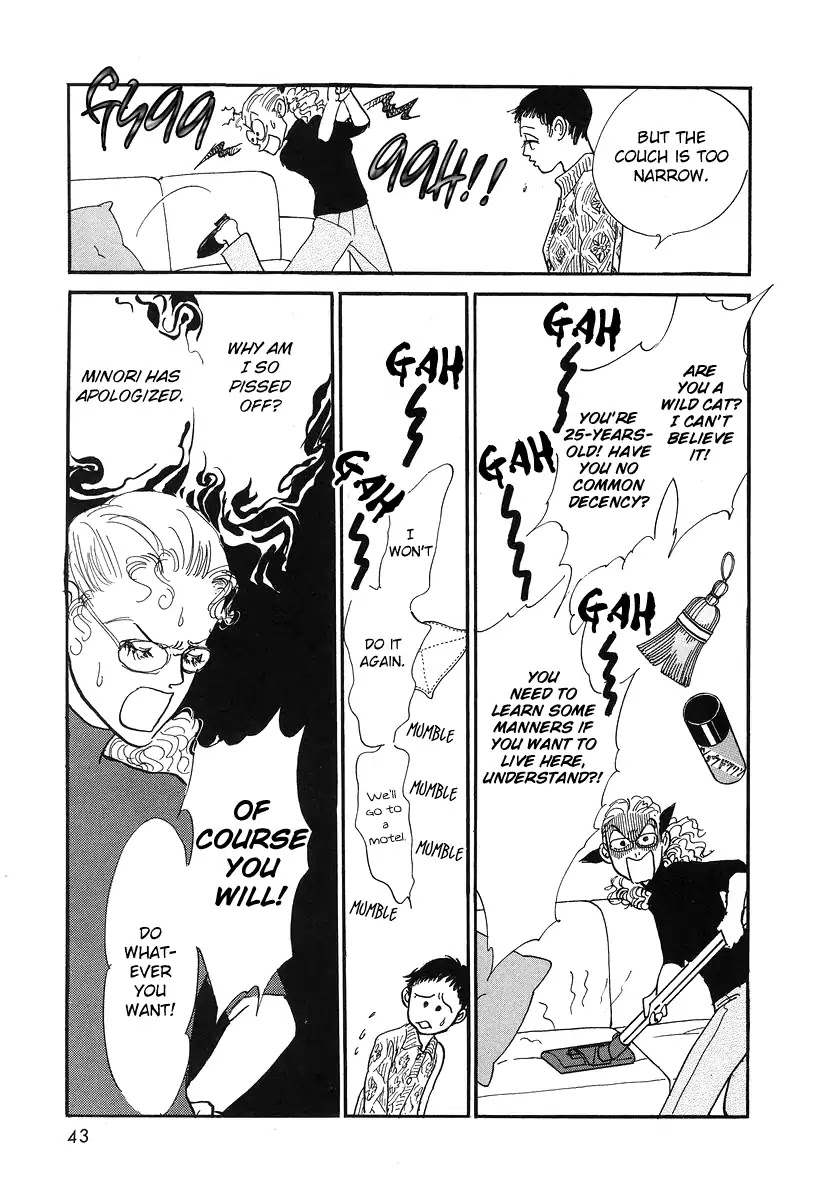 BUT THE
COUCH IS TOO
NARROW.
GYAA
AAH!!
ARE
YOU A
WILD CAT?
I CAN'T
BELIEVE
IT!
GAH
YOU'RE
25-YEARS-
OLD! HAVE
YOU NO
COMMON
DECENCY?
GAH
GAH
YOU
NEED TO
LEARN SOME
MANNERS IF
YOU WANT TO
LIVE HERE,
UNDERSTAND?!
GAH
GAH
I
WON'T
DO IT
AGAIN.
MUMBLE
We'll
go to
a
motel.
MUMBLE
MUMBLE
MUMBLE
WHY AM
I SO
PISSED
OFF?
MINORI HAS
APOLOGIZED.
OF
COURSE
YOU
WILL!
DO
WHAT-
EVER
YOU
WANT!
43